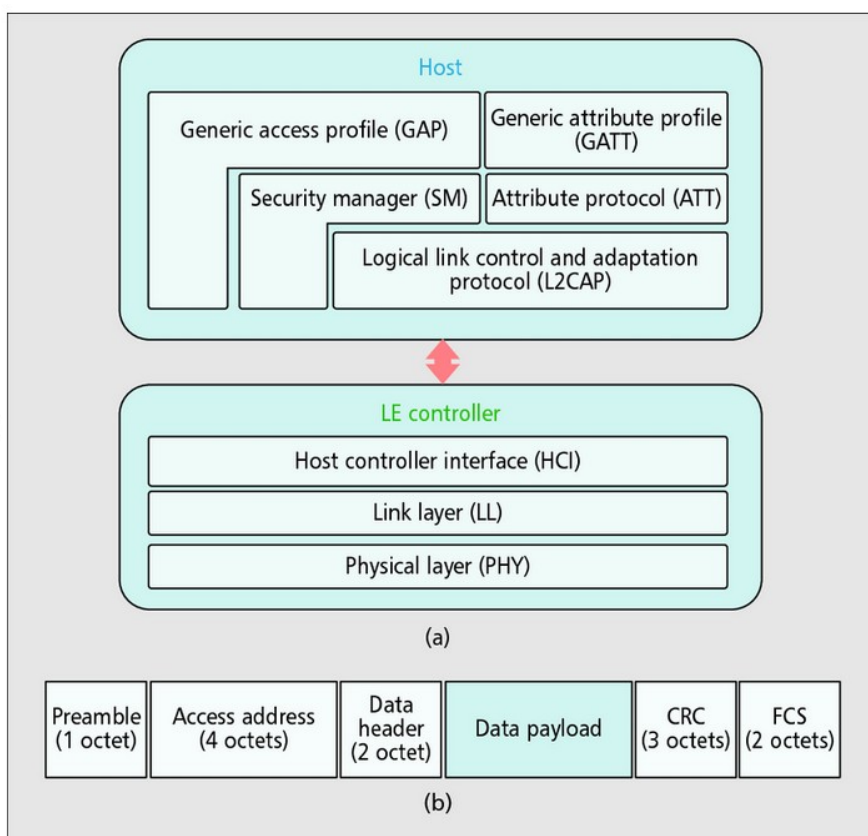 Host
Generic access profile (GAP)
Generic attribute profile
(GATT)
Security manager (SM)
Attribute protocol (ATT)
Logical link control and adaptation
protocol (L2CAP)
LE controller
Host controller interface (HCI)
Link layer (LL)
Physical layer (PHY)
(a)
Preamble
(1 octet)
Access address
(4 octets)
Data
header
(2 octet)
Data payload
CRC
(3 octets)
FCS
(2 octets)
(b)